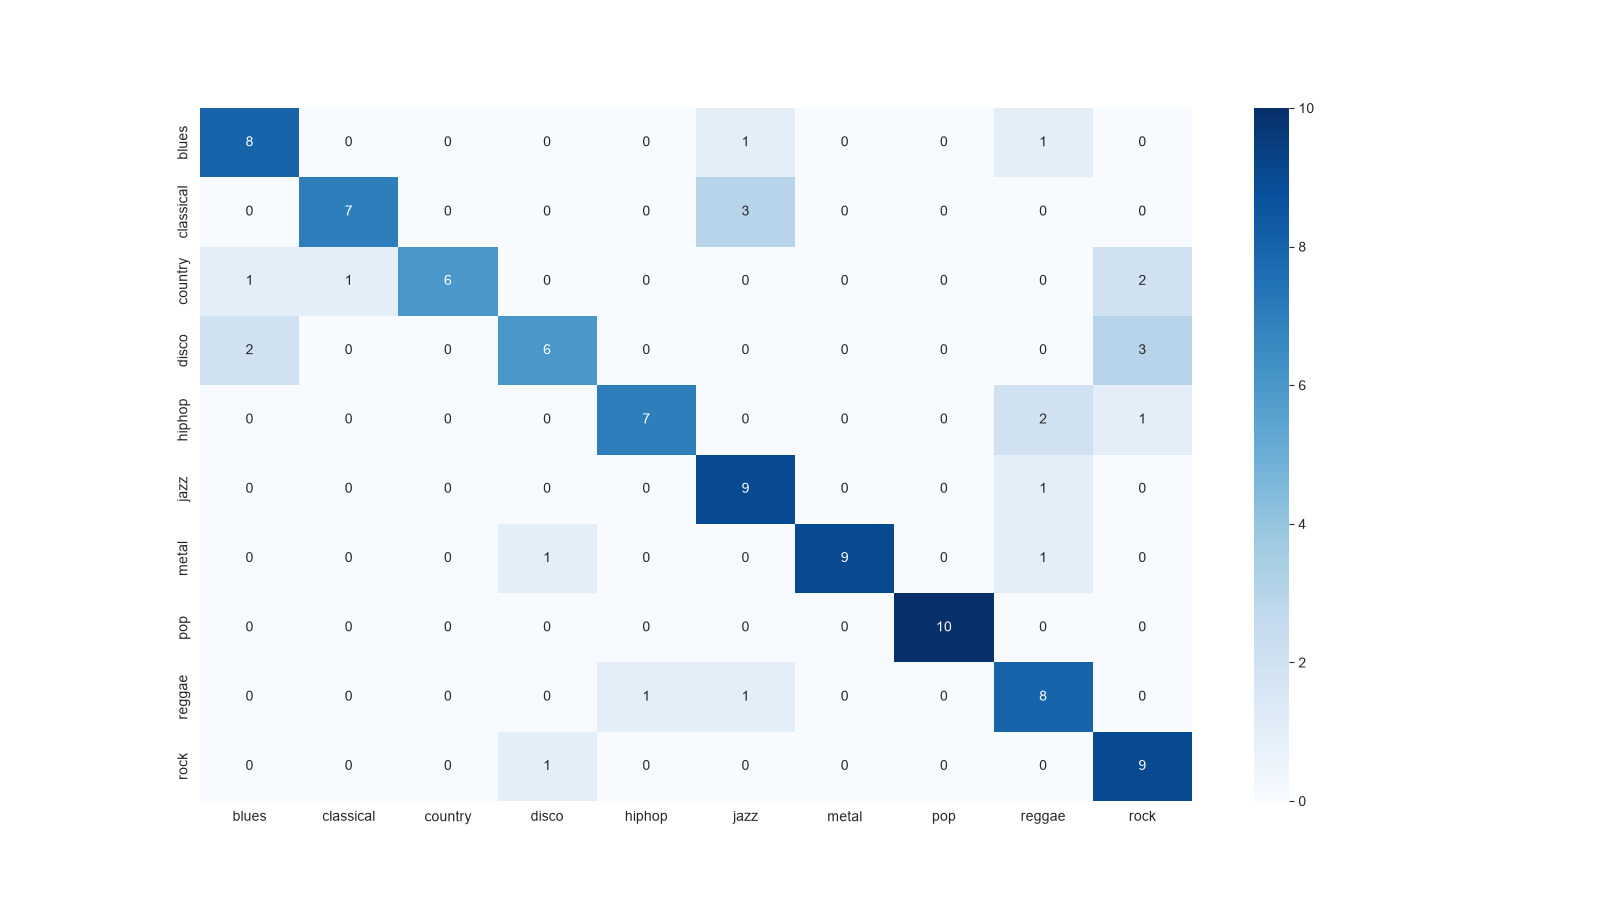 blues 8 0 0 0 0 1 0 0 1 0
classical 0 7 0 0 0 3 0 0 0 0
country 1 1 6 0 0 0 0 0 0 2
disco 2 0 0 6 0 0 0 0 0 3
hiphop 0 0 0 0 7 0 0 0 2 1
jazz 0 0 0 0 0 9 0 0 1 0
metal 0 0 0 1 0 0 9 0 1 0
pop 0 0 0 0 0 0 0 10 0 0
reggae 0 0 0 0 1 1 0 0 8 0
rock 0 0 0 1 0 0 0 0 0 9
blues classical country disco hiphop jazz metal pop reggae rock
10
8
6
4
2
0